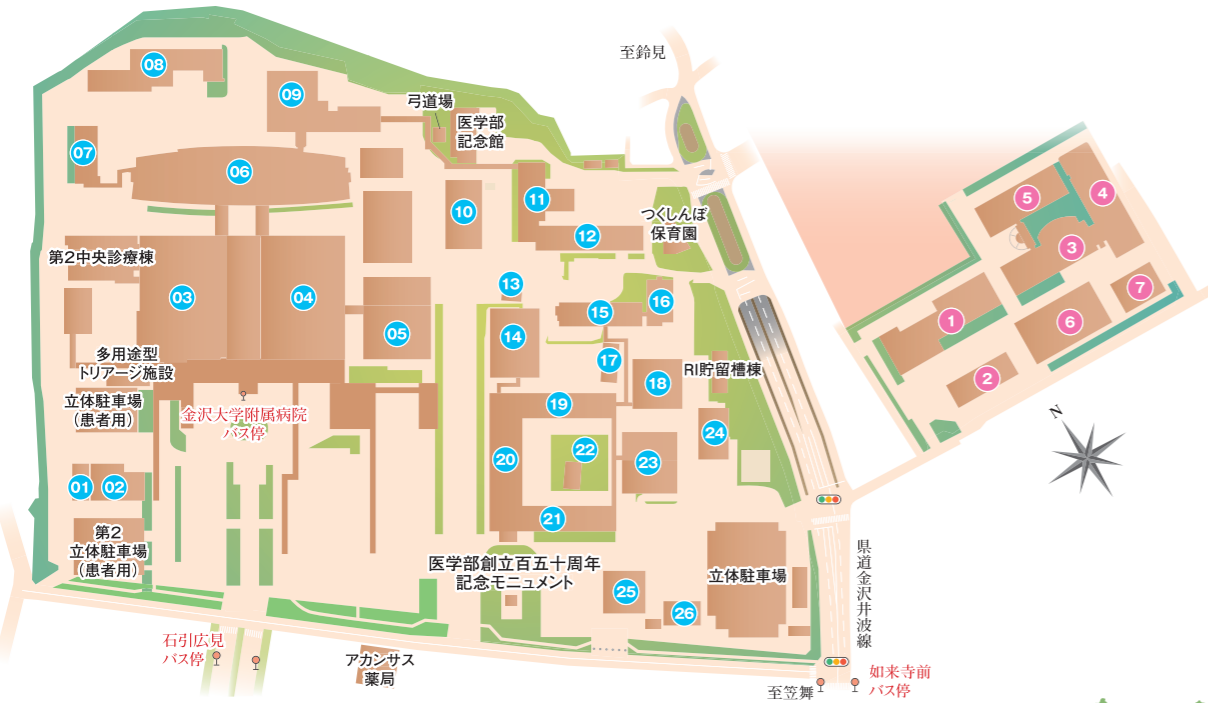 至鈴見
08
09
弓道場
医学部
記念館
07
06
11
10
12
つくしんぼ
保育園
5
4
3
7
1
6
2
第2中央診療棟
03
04
05
13
14
15
16
17
18
RI貯留槽棟
多用途型
トリアージ施設
立体駐車場
(患者用)
金沢大学附属病院
バス停
19
20
22
23
24
21
N
01
02
第2
立体駐車場
(患者用)
医学部創立百五十周年
記念モニュメント
25
26
立体駐車場
県道金沢井波線
石引広見
バス停
アカンサス
薬局
至笠舞
如来寺前
バス停